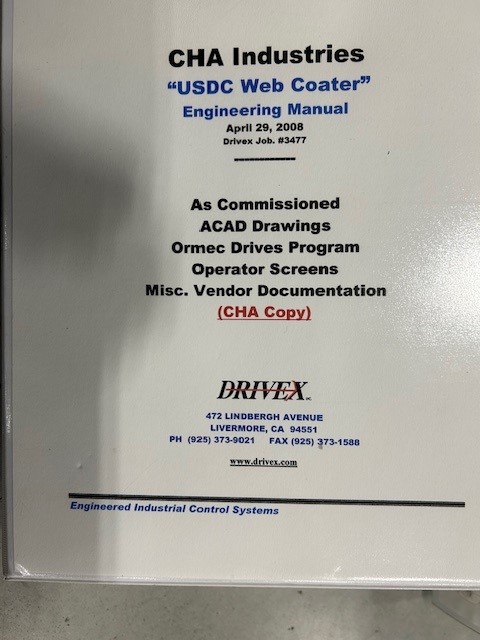 CHA Industries
“USDC Web Coater”
Engineering Manual
April 29, 2008
Drivex Job. #3477
As Commissioned
ACAD Drawings
Ormec Drives Program
Operator Screens
Misc. Vendor Documentation
(CHA Copy)
DRIVEX INC.
472 LINDBERGH AVENUE
LIVERMORE, CA 94551
PH (925) 373-9021 FAX (925) 373-1588
www.drivex.com
Engineered Industrial Control Systems